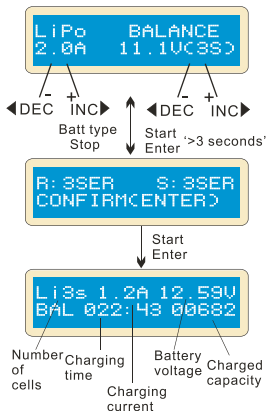 LiPo BALANCE
2.0A 11.1V(3S)
- + - +
◀DEC INC▶ ◀DEC INC▶
Batt type
Stop
Start
Enter '>3 seconds'
R: 3SER S: 3SER
CONFIRM(ENTER)
Start
Enter
Li3s 1.2A 12.59V
BAL 022:43 00682
Number
of
cells
Charging
time
Charging
current
Battery
voltage
Charged
capacity